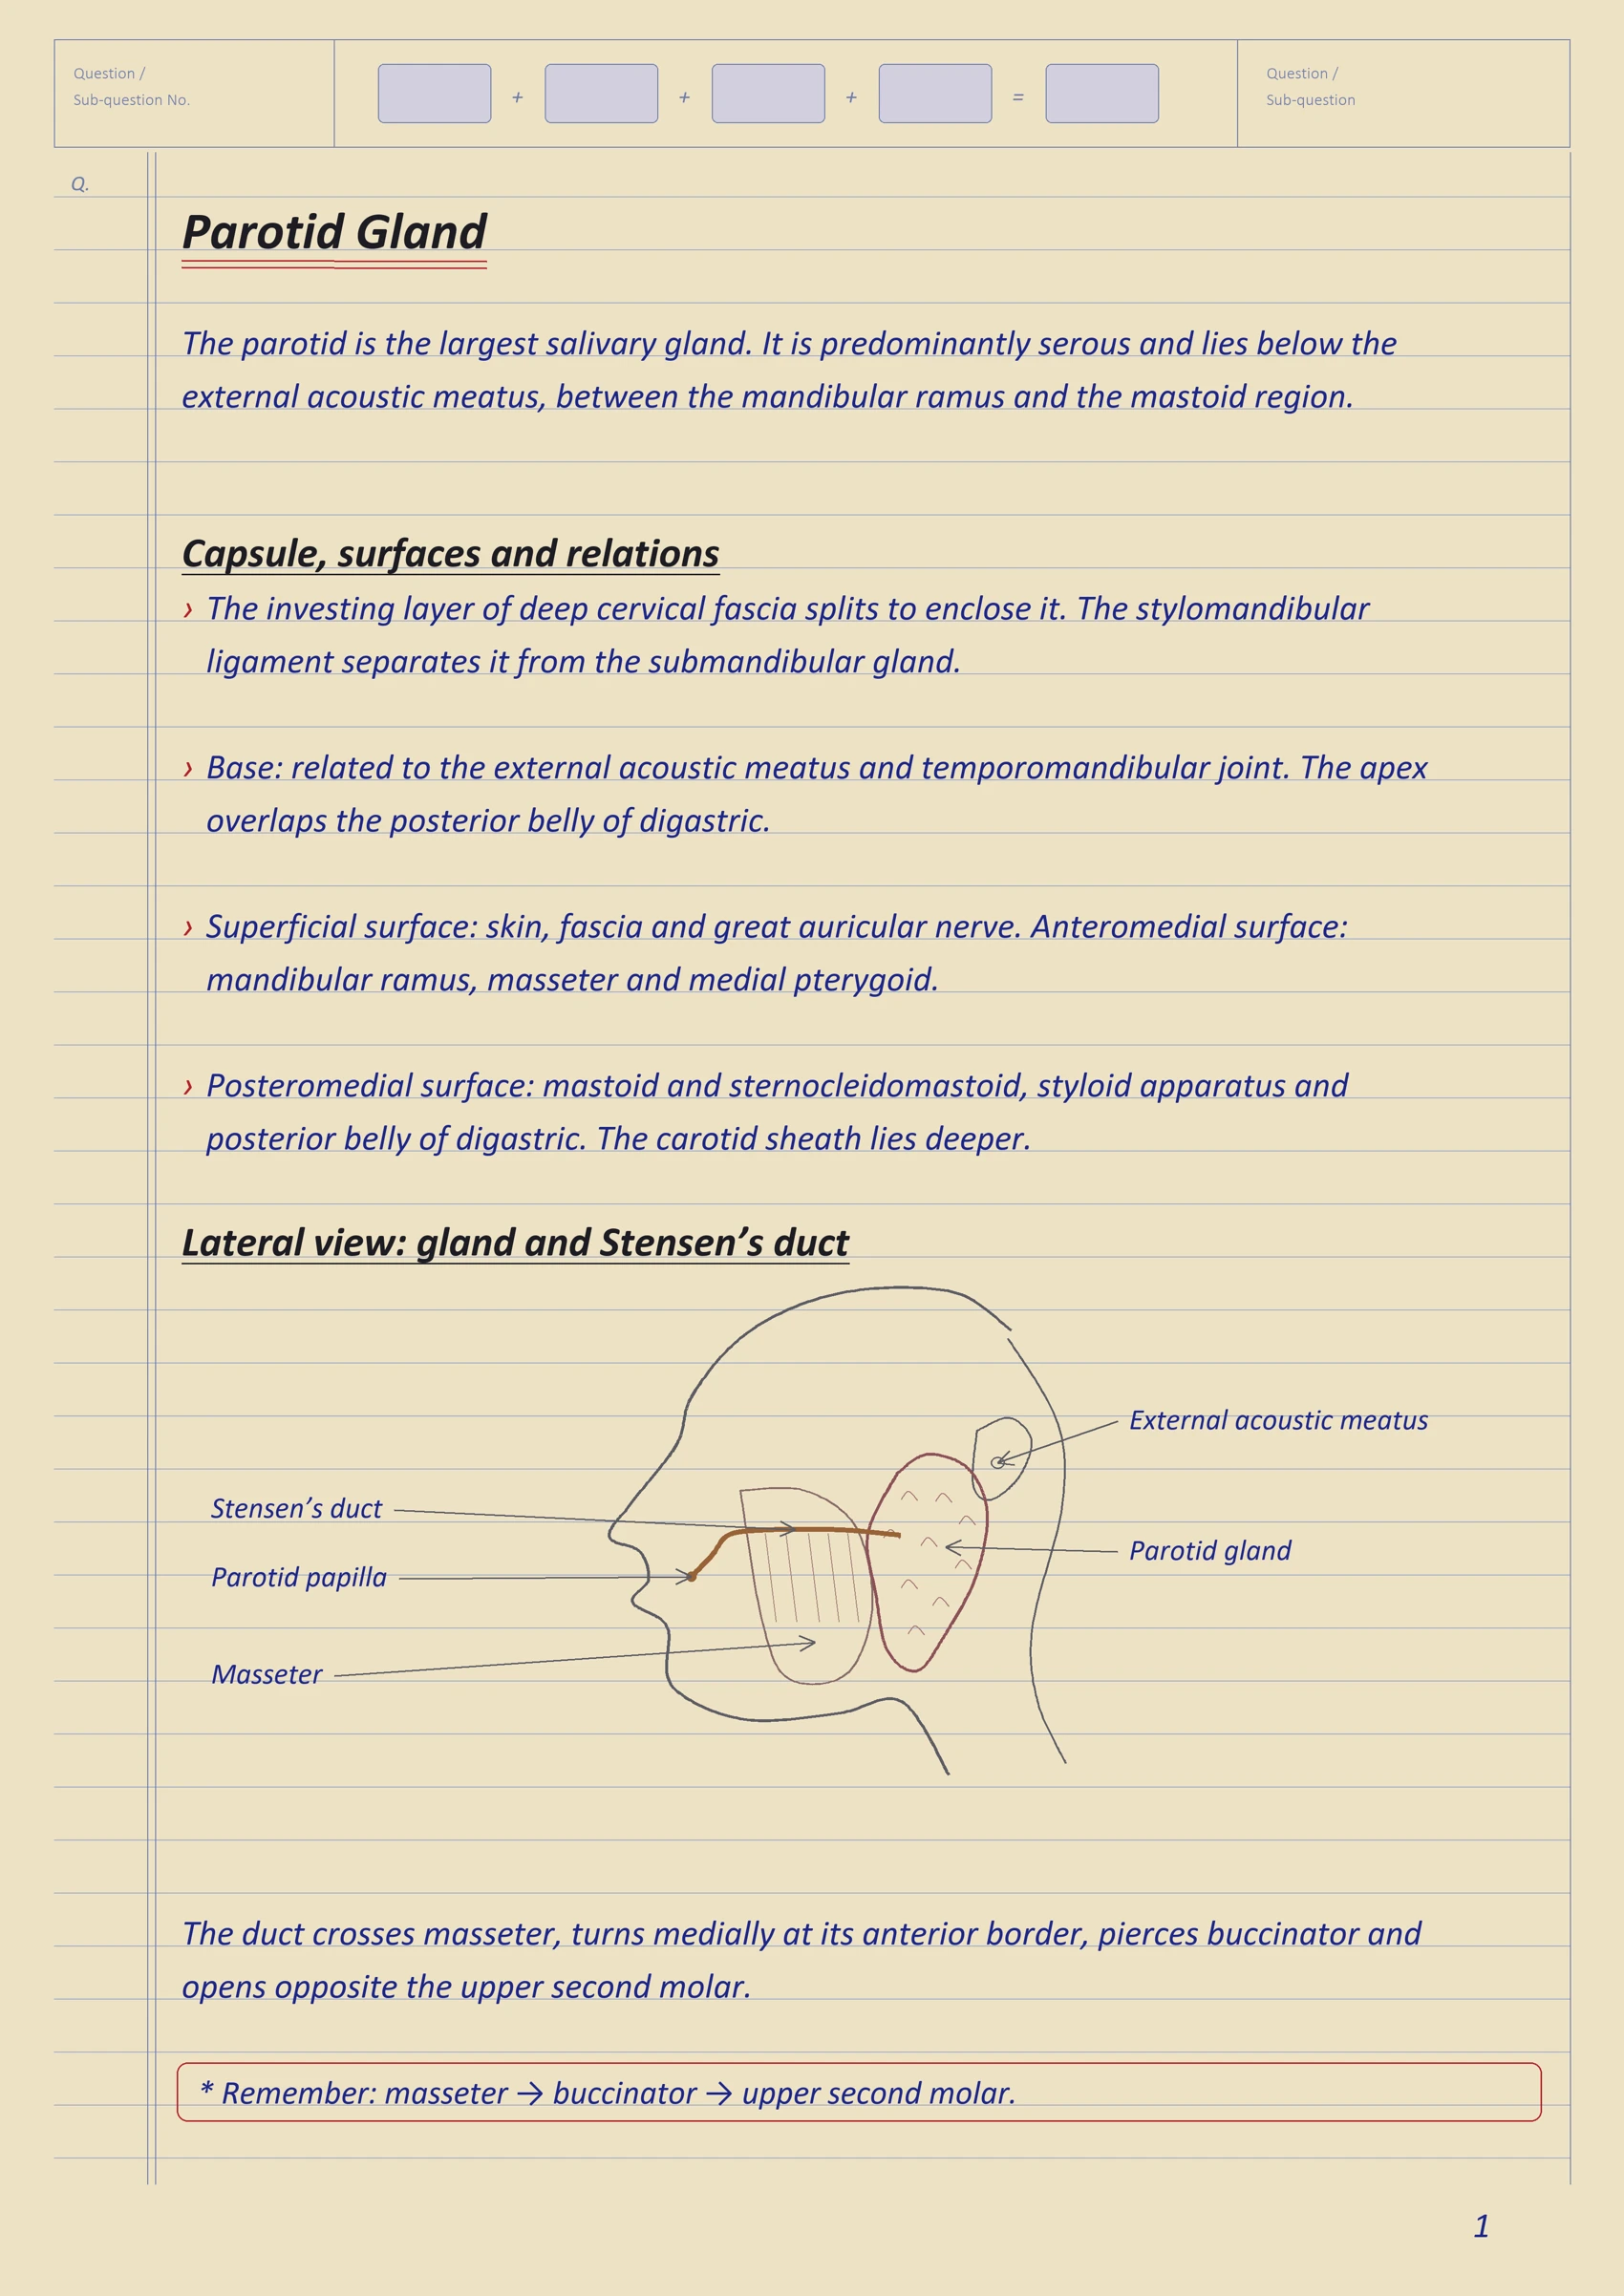 Question /
Sub-question No.
+ + + =
Question /
Sub-question
Q.
Parotid Gland
The parotid is the largest salivary gland. It is predominantly serous and lies below the
external acoustic meatus, between the mandibular ramus and the mastoid region.
Capsule, surfaces and relations
› The investing layer of deep cervical fascia splits to enclose it. The stylomandibular
ligament separates it from the submandibular gland.
› Base: related to the external acoustic meatus and temporomandibular joint. The apex
overlaps the posterior belly of digastric.
› Superficial surface: skin, fascia and great auricular nerve. Anteromedial surface:
mandibular ramus, masseter and medial pterygoid.
› Posteromedial surface: mastoid and sternocleidomastoid, styloid apparatus and
posterior belly of digastric. The carotid sheath lies deeper.
Lateral view: gland and Stensen’s duct
External acoustic meatus
Stensen’s duct
Parotid gland
Parotid papilla
Masseter
The duct crosses masseter, turns medially at its anterior border, pierces buccinator and
opens opposite the upper second molar.
* Remember: masseter → buccinator → upper second molar.
1